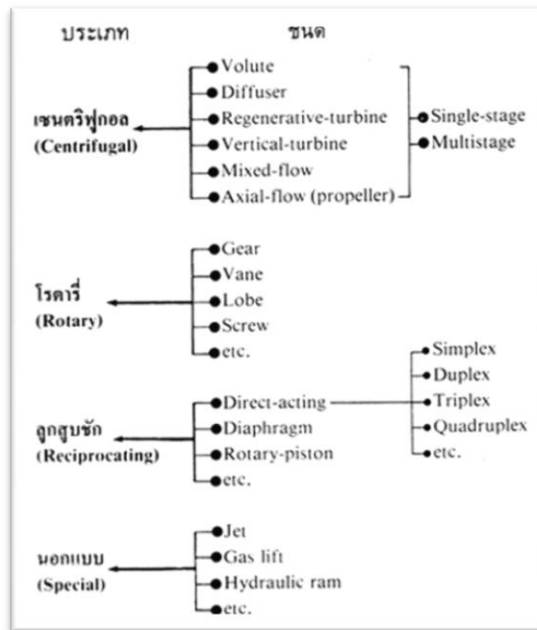 ประเภท ชนด
Volute
Diffuser
Regenerative-turbine
Vertical-turbine
Mixed-flow
Axial-flow (propeller)
เซนตริฟูกอล
(Centrifugal)
Single-stage
Multistage
โรตารี่
(Rotary)
Gear
Vane
Lobe
Screw
etc.
ลูกสูบชัก
(Reciprocating)
Direct-acting
Diaphragm
Rotary-piston
etc.
Simplex
Duplex
Triplex
Quadruplex
etc.
นอกแบบ
(Special)
Jet
Gas lift
Hydraulic ram
etc.